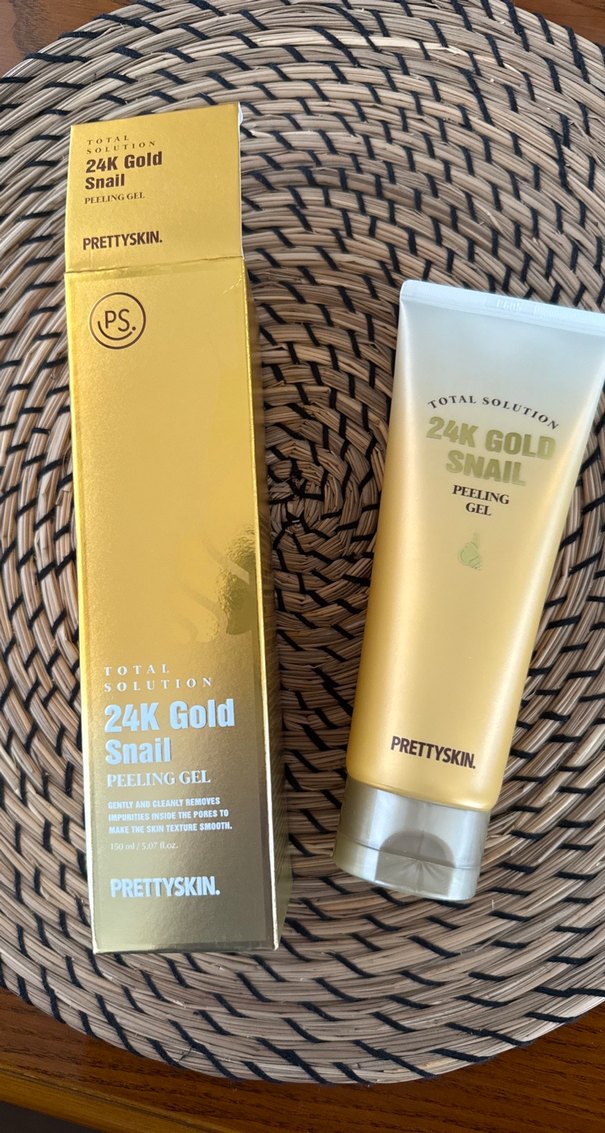 TOTAL
SOLUTION
24K Gold
Snail
PEELING GEL
PRETTYSKIN.
PS.
TOTAL
SOLUTION
24K Gold
Snail
PEELING GEL
GENTLY AND CLEANLY REMOVES
IMPURITIES INSIDE THE PORES TO
MAKE THE SKIN TEXTURE SMOOTH.
150 ml / 5.07 fl.oz.
PRETTYSKIN.
TOTAL SOLUTION
24K GOLD
SNAIL
PEELING
GEL
PRETTYSKIN.